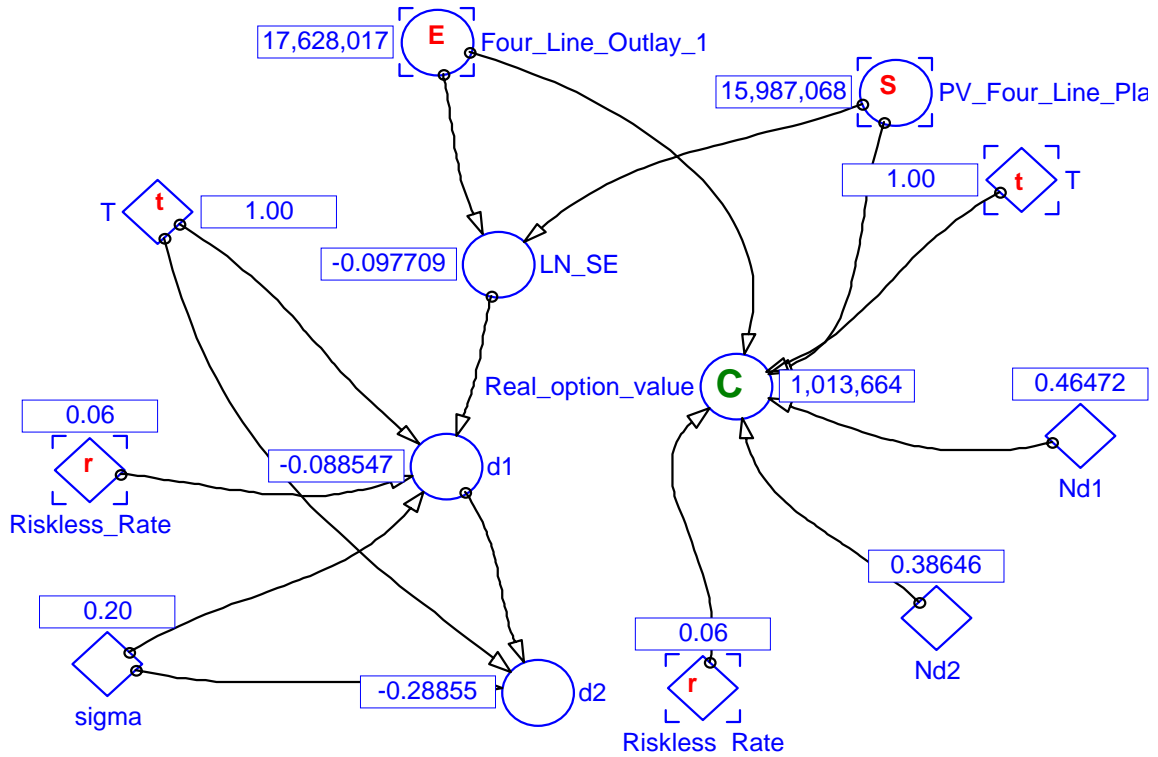 17,628,017
E
Four_Line_Outlay_1
15,987,068
S
PV_Four_Line_Pla
T
t
1.00
1.00
t
T
-0.097709
LN_SE
Real_option_value
C
1,013,664
0.46472
Nd1
0.06
r
Riskless_Rate
-0.088547
d1
0.38646
Nd2
0.20
sigma
-0.28855
d2
0.06
r
Riskless Rate